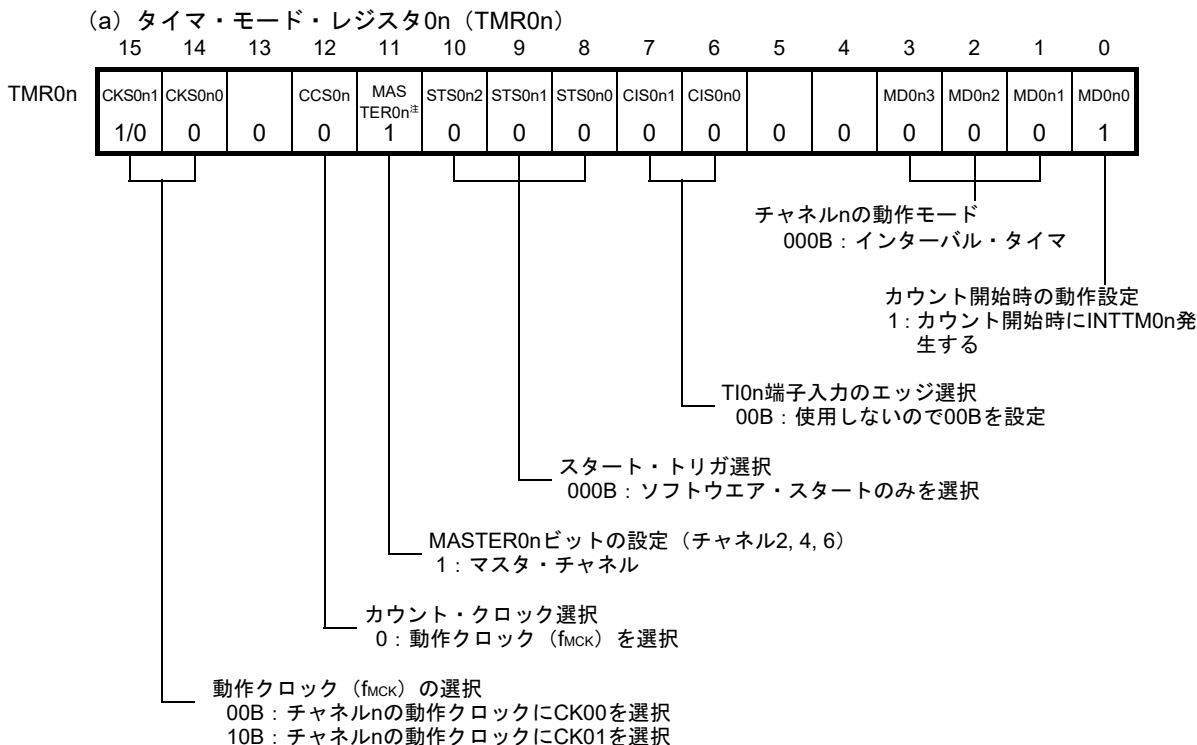 （a）タイマ・モード・レジスタ0n（TMR0n）
15 14 13 12 11 10 9 8 7 6 5 4 3 2 1 0
TMR0n CKS0n1 CKS0n0 CCS0n MAS TER0n注 STS0n2 STS0n1 STS0n0 CIS0n1 CIS0n0 MD0n3 MD0n2 MD0n1 MD0n0
1/0 0 0 0 1 0 0 0 0 0 0 0 0 0 0 1
チャネルnの動作モード
000B：インターバル・タイマ
カウント開始時の動作設定
1：カウント開始時にINTTM0n発
生する
TI0n端子入力のエッジ選択
00B：使用しないので00Bを設定
スタート・トリガ選択
000B：ソフトウエア・スタートのみを選択
MASTER0nビットの設定（チャネル2, 4, 6）
1：マスタ・チャネル
カウント・クロック選択
0：動作クロック（fMCK）を選択
動作クロック（fMCK）の選択
00B：チャネルnの動作クロックにCK00を選択
10B：チャネルnの動作クロックにCK01を選択